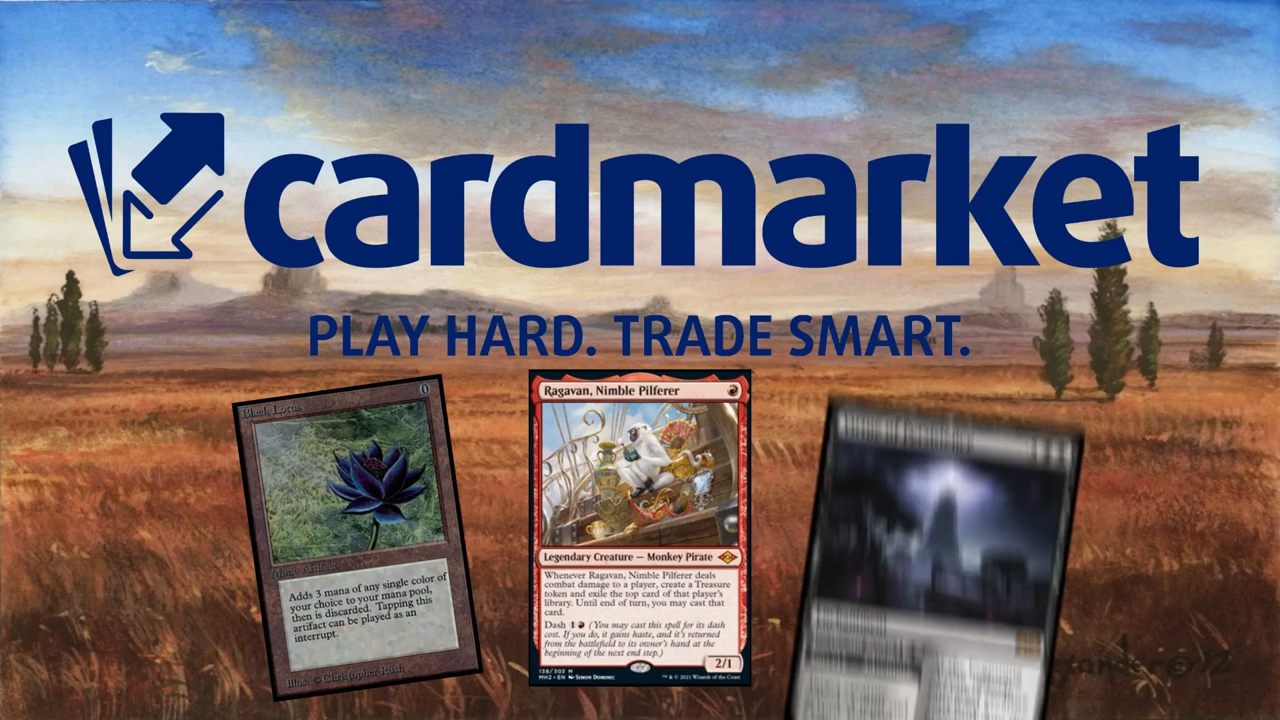 cardmarket
PLAY HARD. TRADE SMART.
Black Lotus
0
Mono Artifact
Adds 3 mana of any single color of
your choice to your mana pool,
then is discarded. Tapping this
artifact can be played as an
interrupt.
Illus. © Christopher Rush
Ragavan, Nimble Pilferer
Legendary Creature — Monkey Pirate
Whenever Ragavan, Nimble Pilferer deals
combat damage to a player, create a Treasure
token and exile the top card of that player's
library. Until end of turn, you may cast that
card.
Dash 1 (You may cast this spell for its dash
cost. If you do, it gains haste, and it's returned
from the battlefield to its owner's hand at the
beginning of the next end step.)
2/1
138/303 M
MH2 • EN Simon Dominic
™ & © 2021 Wizards of the Coast